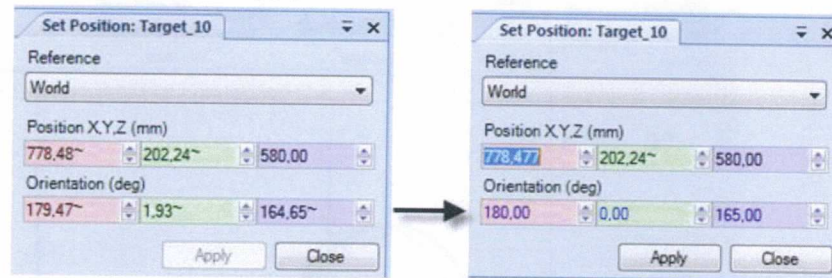 Set Position: Target_10
Reference
World
Position X,Y,Z (mm)
778,48~ 202,24~ 580,00
Orientation (deg)
179,47~ 1,93~ 164,65~
Apply Close
Set Position: Target_10
Reference
World
Position X,Y,Z (mm)
778,477 202,24~ 580,00
Orientation (deg)
180,00 0,00 165,00
Apply Close